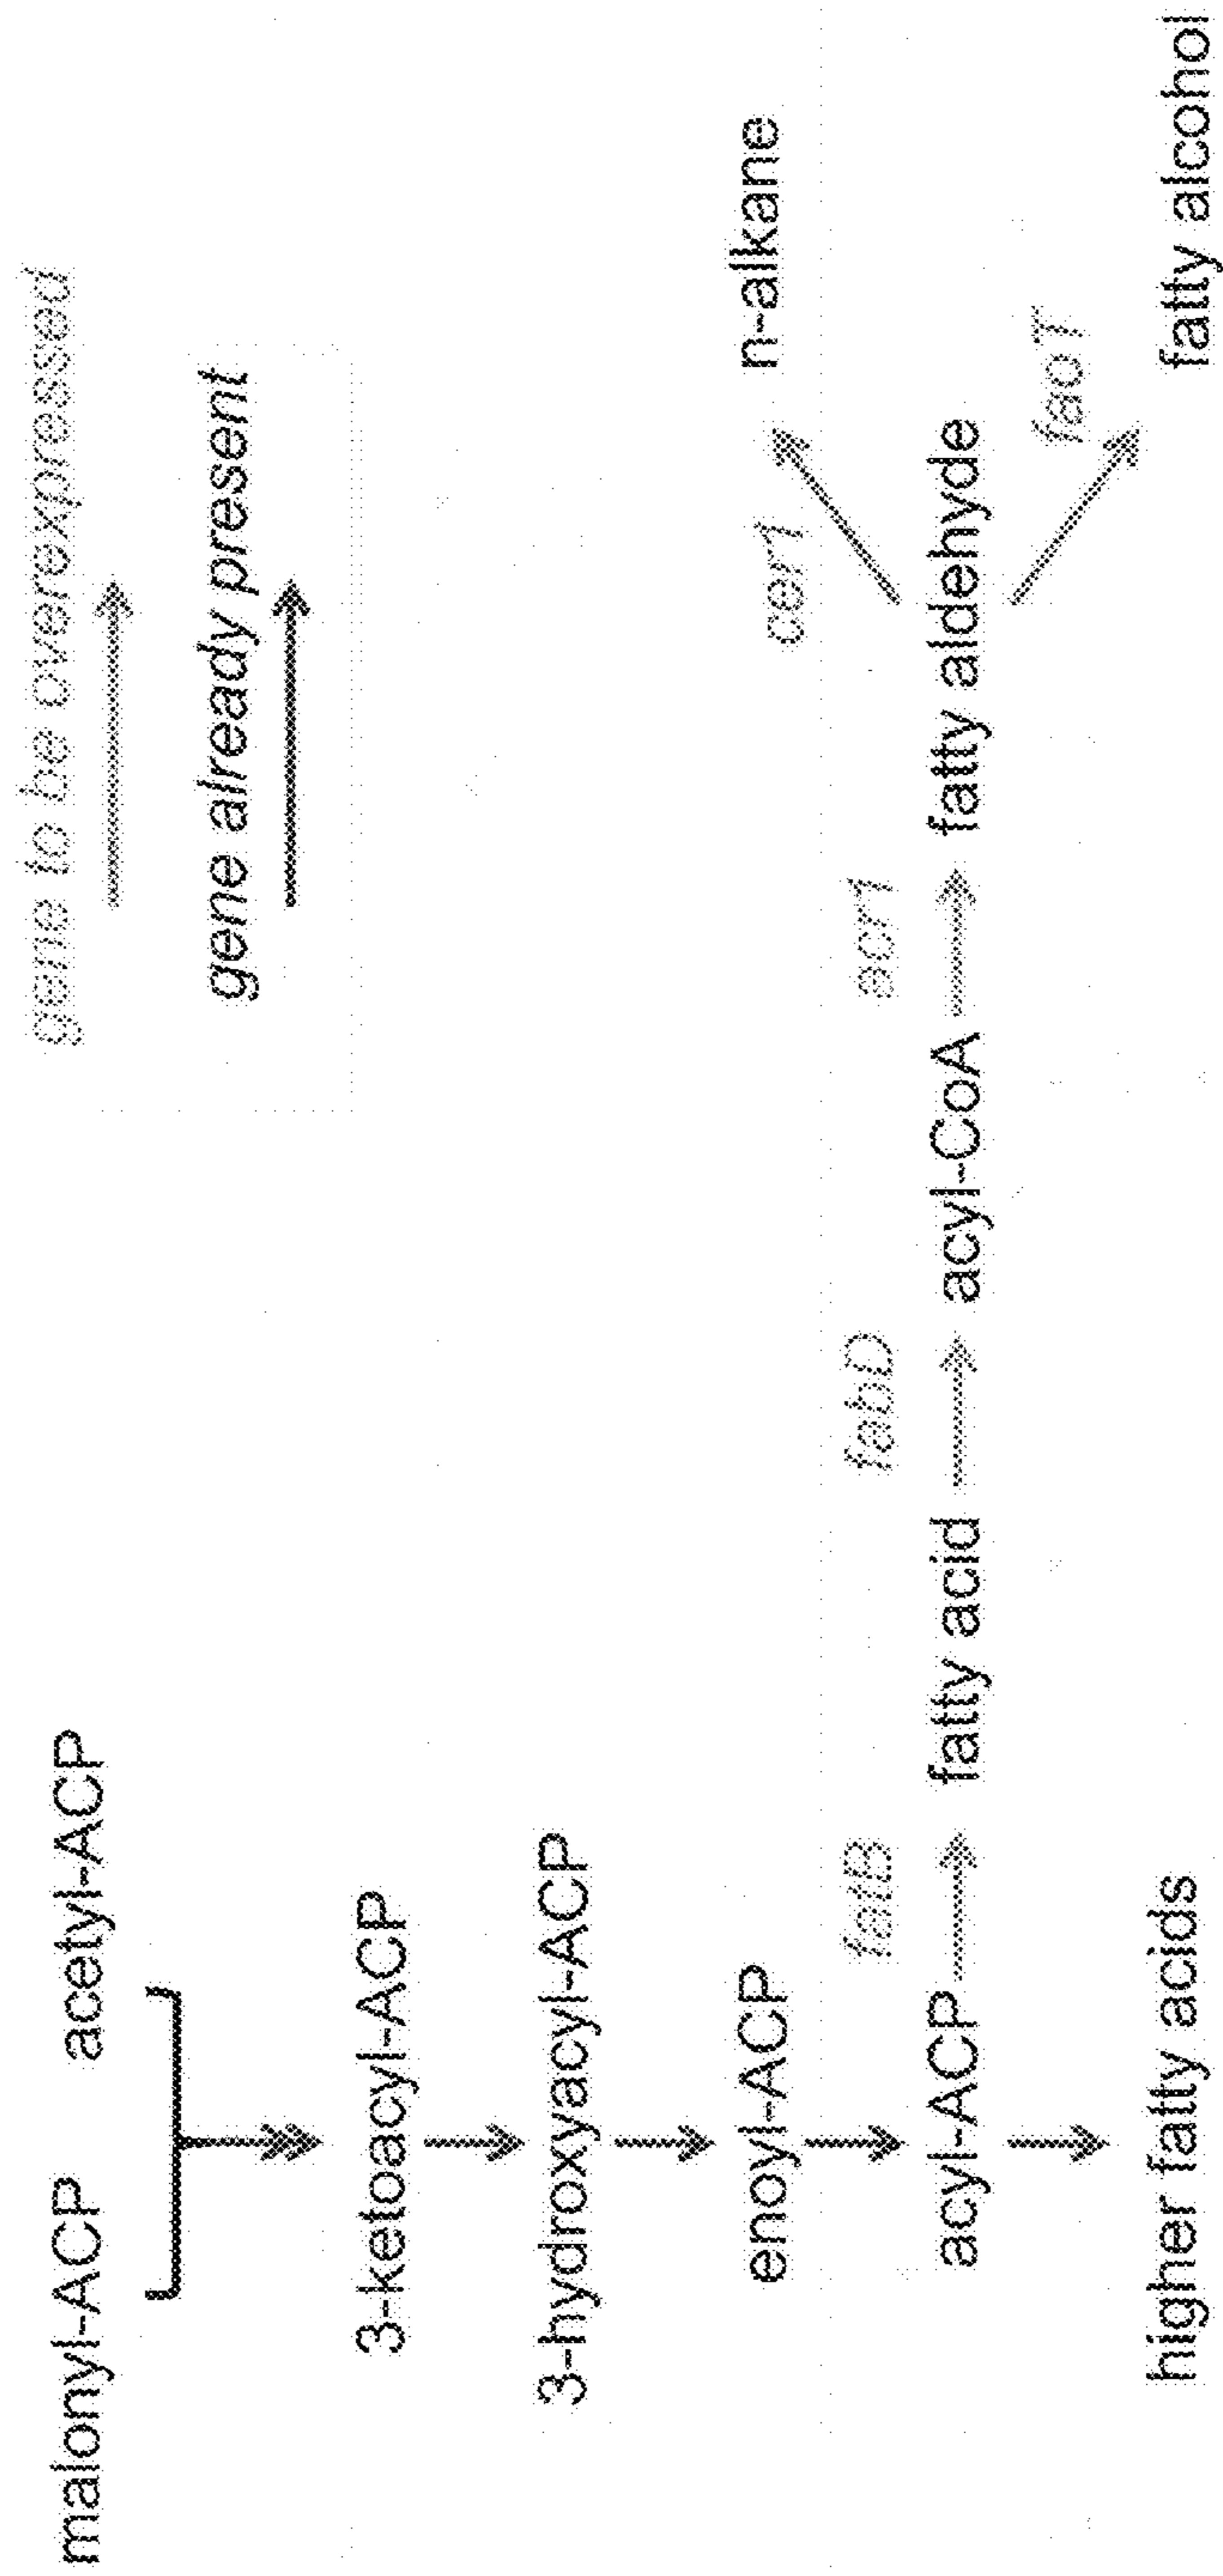 gene to be overexpressed
gene already present
malonyl-ACP acetyl-ACP
3-ketoacyl-ACP
3-hydroxyacyl-ACP
enoyl-ACP
n-alkane
cer1
fatB
fabD
acr1
acyl-ACP
fatty acid
acyl-CoA
fatty aldehyde
faoT
higher fatty acids
fatty alcohol